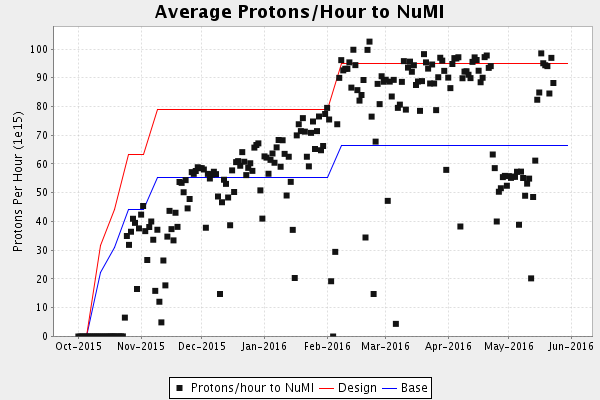 Average Protons/Hour to NuMI
Protons Per Hour (1e15)
100
90
80
70
60
50
40
30
20
10
0
Oct-2015 Nov-2015 Dec-2015 Jan-2016 Feb-2016 Mar-2016 Apr-2016 May-2016 Jun-2016
Protons/hour to NuMI Design Base